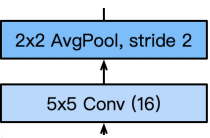 2x2 AvgPool, stride 2
5x5 Conv (16)